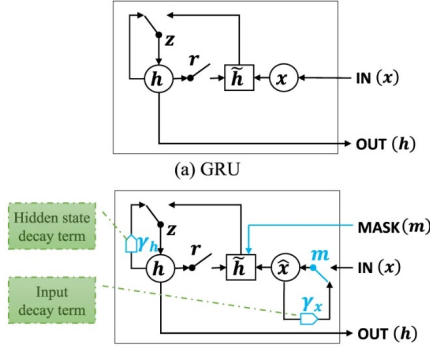 z
r
h
h̃
x
IN (x)
OUT (h)
(a) GRU
Hidden state
decay term
γh
z
MASK(m)
r
m
h
h̃
x̂
IN (x)
Input
decay term
γx
OUT (h)